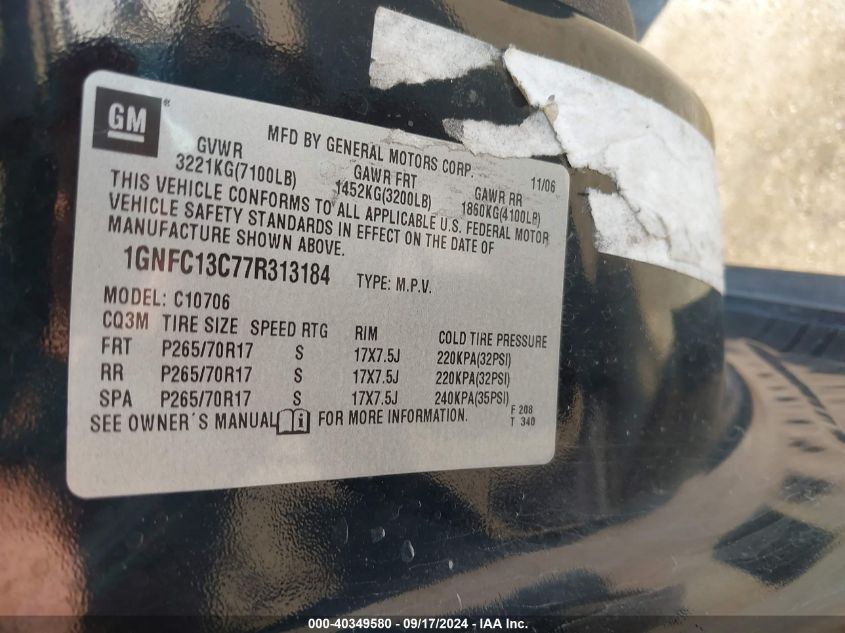 GM®
MFD BY GENERAL MOTORS CORP. 11/06
GVWR GAWR FRT GAWR RR
3221KG(7100LB) 1452KG(3200LB) 1860KG(4100LB)
THIS VEHICLE CONFORMS TO ALL APPLICABLE U.S. FEDERAL MOTOR
VEHICLE SAFETY STANDARDS IN EFFECT ON THE DATE OF
MANUFACTURE SHOWN ABOVE.
1GNFC13C77R313184 TYPE: M.P.V.
MODEL: C10706
CQ3M TIRE SIZE SPEED RTG RIM COLD TIRE PRESSURE
FRT P265/70R17 S 17X7.5J 220KPA(32PSI)
RR P265/70R17 S 17X7.5J 220KPA(32PSI)
SPA P265/70R17 S 17X7.5J 240KPA(35PSI)
SEE OWNER´S MANUAL i FOR MORE INFORMATION. F 208
T 340
000-40349580 - 09/17/2024 - IAA Inc.